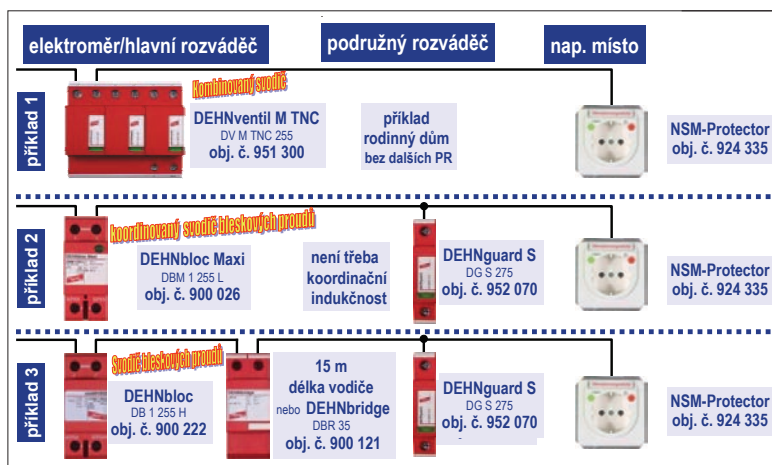 elektroměr/hlavní rozváděč
podružný rozváděč
nap. místo
příklad 1
Kombinovaný svodič
DEHNventil M TNC
DV M TNC 255
obj. č. 951 300
příklad
rodinný dům
bez dalších PR
NSM-Protector
obj. č. 924 335
příklad 2
koordinovaný svodič bleskových proudů
DEHNbloc Maxi
DBM 1 255 L
obj. č. 900 026
není třeba
koordinační
indukčnost
DEHNguard S
DG S 275
obj. č. 952 070
NSM-Protector
obj. č. 924 335
příklad 3
Svodič bleskových proudů
DEHNbloc
DB 1 255 H
obj. č. 900 222
15 m
délka vodiče
nebo DEHNbridge
DBR 35
obj. č. 900 121
DEHNguard S
DG S 275
obj. č. 952 070
NSM-Protector
obj. č. 924 335